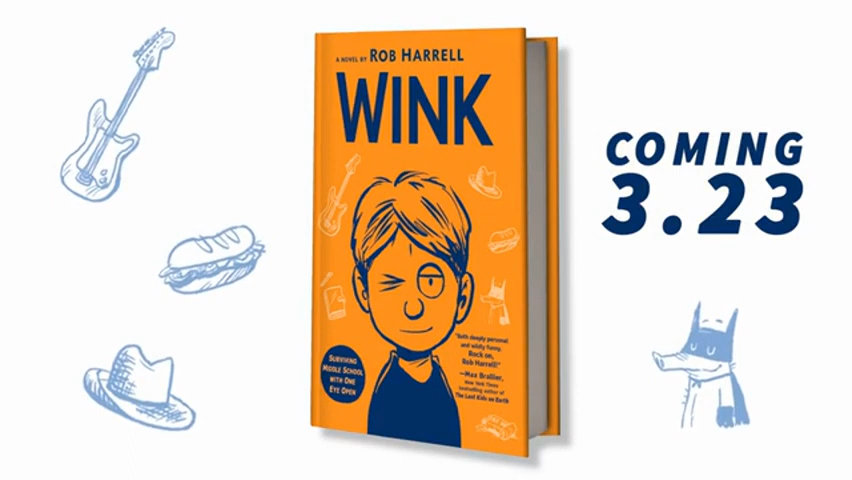 A NOVEL BY ROB HARRELL
WINK
COMING
3.23
"Both deeply personal
and wildly funny.
Rock on,
Rob Harrell!"
—Max Brallier,
New York Times
bestselling author of
The Last Kids on Earth
SURVIVING
MIDDLE SCHOOL
WITH ONE
EYE OPEN